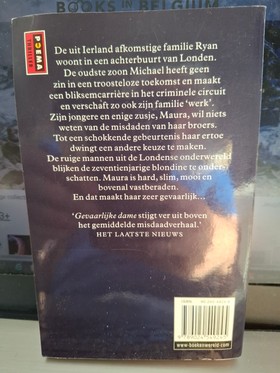 BOOKS IN BELGIUM
POEMA
De uit Ierland afkomstige familie Ryan
woont in een achterbuurt van Londen.
De oudste zoon Michael heeft geen
zin in een troosteloze toekomst en maakt
een bliksemcarrière in het criminele circuit
en verschaft zo ook zijn familie 'werk'.
Zijn jongere en enige zusje, Maura, wil niets
weten van de misdaden van haar broers.
Tot een schokkende gebeurtenis haar ertoe
dwingt een andere keuze te maken.
De ruige mannen uit de Londense onderwereld
blijken de zeventienjarige blondine te onder-
schatten. Maura is hard, slim, mooi en
bovenal vastberaden.
En dat maakt haar zeer gevaarlijk...
'Gevaarlijke dame stijgt ver uit boven
het gemiddelde misdaadverhaal.'
HET LAATSTE NIEUWS
www.boekenwereld.com